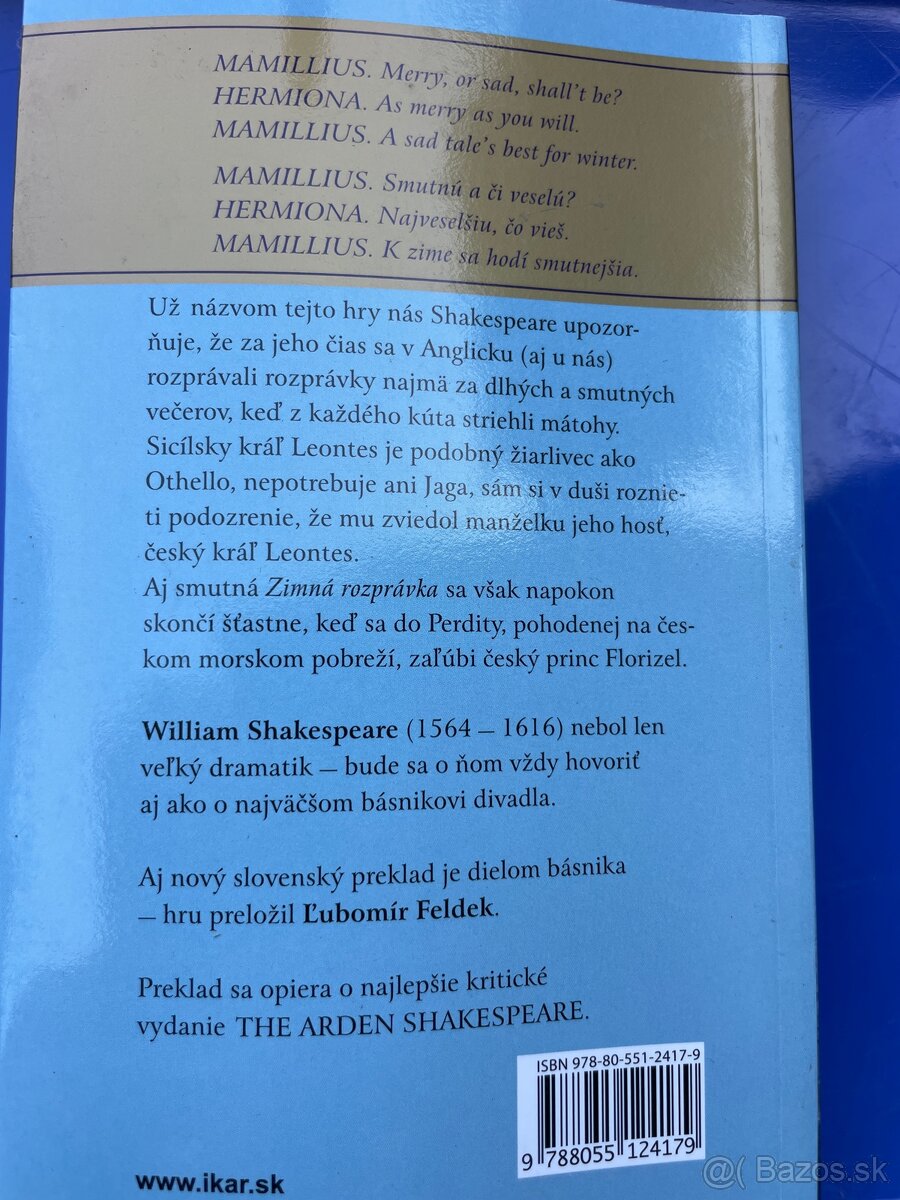 MAMILLIUS. Merry, or sad, shall't be?
HERMIONA. As merry as you will.
MAMILLIUS. A sad tale's best for winter.
MAMILLIUS. Smutnú a či veselú?
HERMIONA. Najveselšiu, čo vieš.
MAMILLIUS. K zime sa hodí smutnejšia.
Už názvom tejto hry nás Shakespeare upozor-
ňuje, že za jeho čias sa v Anglicku (aj u nás)
rozprávali rozprávky najmä za dlhých a smutných
večerov, keď z každého kúta striehli mátohy.
Sicílsky kráľ Leontes je podobný žiarlivec ako
Othello, nepotrebuje ani Jaga, sám si v duši roznie-
ti podozrenie, že mu zviedol manželku jeho hosť,
český kráľ Leontes.
Aj smutná Zimná rozprávka sa však napokon
skončí šťastne, keď sa do Perdity, pohodenej na čes-
kom morskom pobreží, zaľúbi český princ Florizel.
William Shakespeare (1564 – 1616) nebol len
veľký dramatik – bude sa o ňom vždy hovoriť
aj ako o najväčšom básnikovi divadla.
Aj nový slovenský preklad je dielom básnika
– hru preložil Ľubomír Feldek.
Preklad sa opiera o najlepšie kritické
vydanie THE ARDEN SHAKESPEARE.
ISBN 978-80-551-2417-9
9 788055 124179
www.ikar.sk
@( Bazos.sk